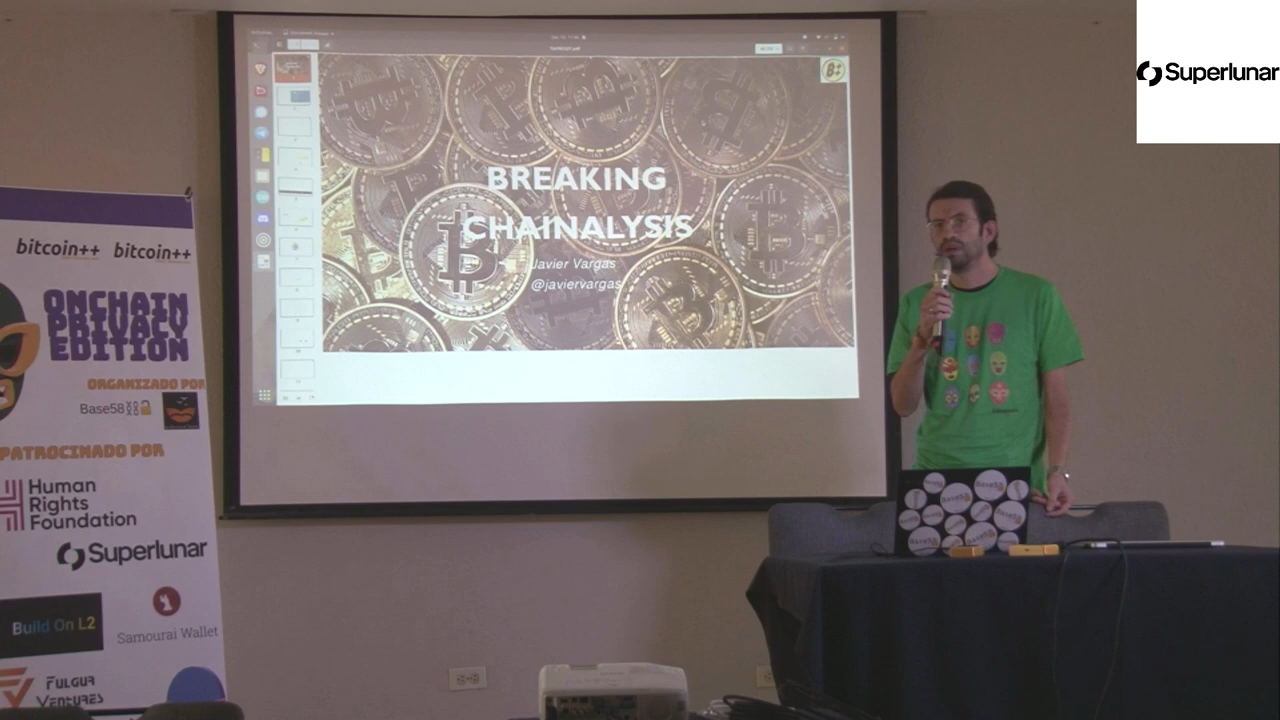 BREAKING
CHAINALYSIS
Javier Vargas
@javiervargas
Superlunar
bitcoin++ bitcoin++
ONCHAIN
PRIVACY
EDITION
ORGANIZADO POR
Base58
PATROCINADO POR
Human
Rights
Foundation
Superlunar
Build On L2
Samourai Wallet
Fulgur
Ventures